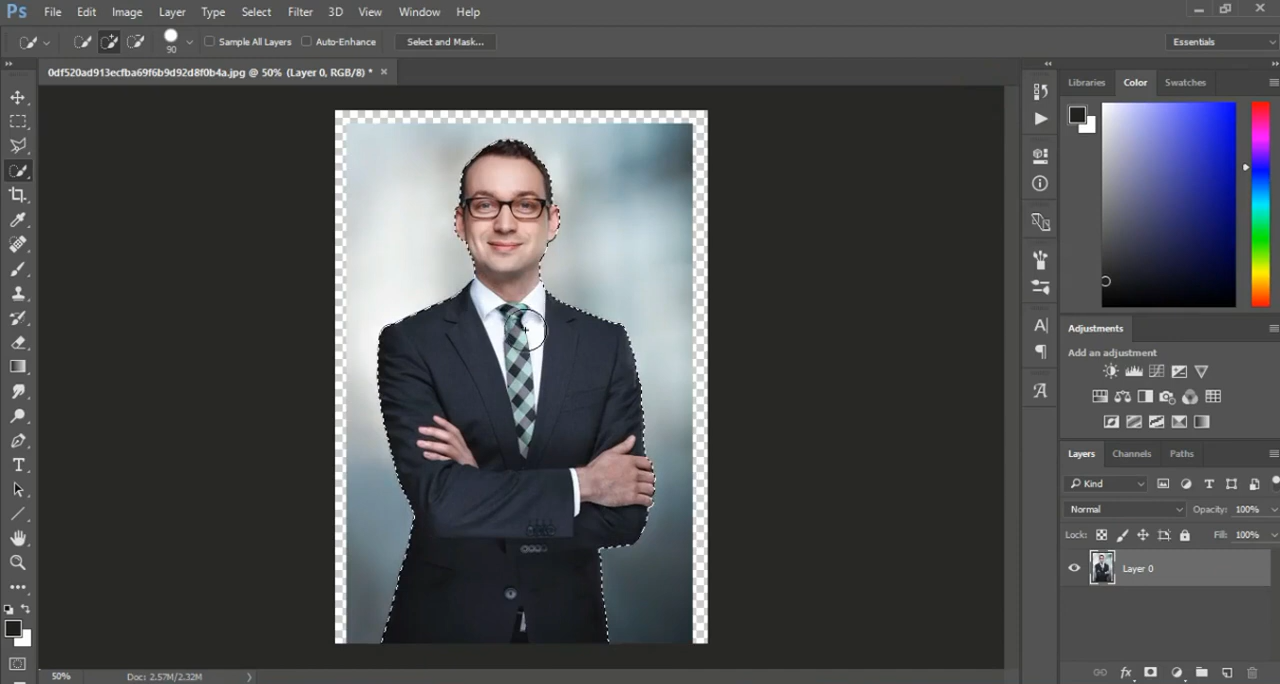 Ps File Edit Image Layer Type Select Filter 3D View Window Help
90 Sample All Layers Auto-Enhance Select and Mask... Essentials
0df520ad913ecfba69f6b9d92d8f0b4a.jpg @ 50% (Layer 0, RGB/8) * ×
Libraries Color Swatches
Adjustments
Add an adjustment
Layers Channels Paths
Kind
Normal Opacity: 100%
Lock: Fill: 100%
Layer 0
50% Doc: 2.57M/2.32M